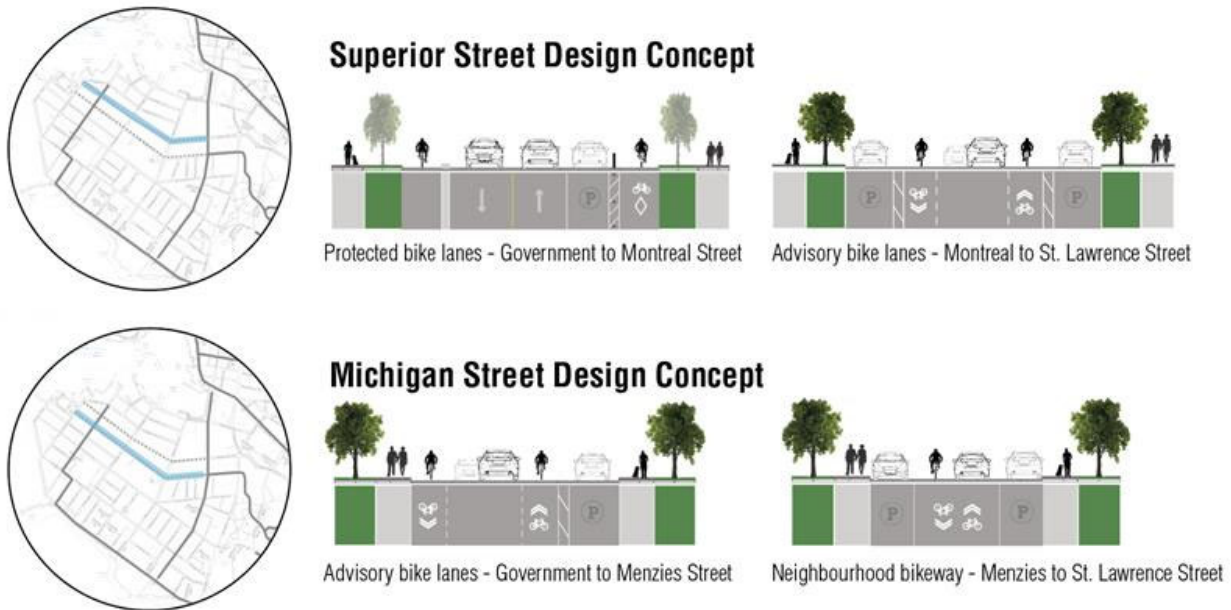 Superior Street Design Concept
P
Protected bike lanes - Government to Montreal Street
P
P
Advisory bike lanes - Montreal to St. Lawrence Street
Michigan Street Design Concept
P
Advisory bike lanes - Government to Menzies Street
P
P
Neighbourhood bikeway - Menzies to St. Lawrence Street